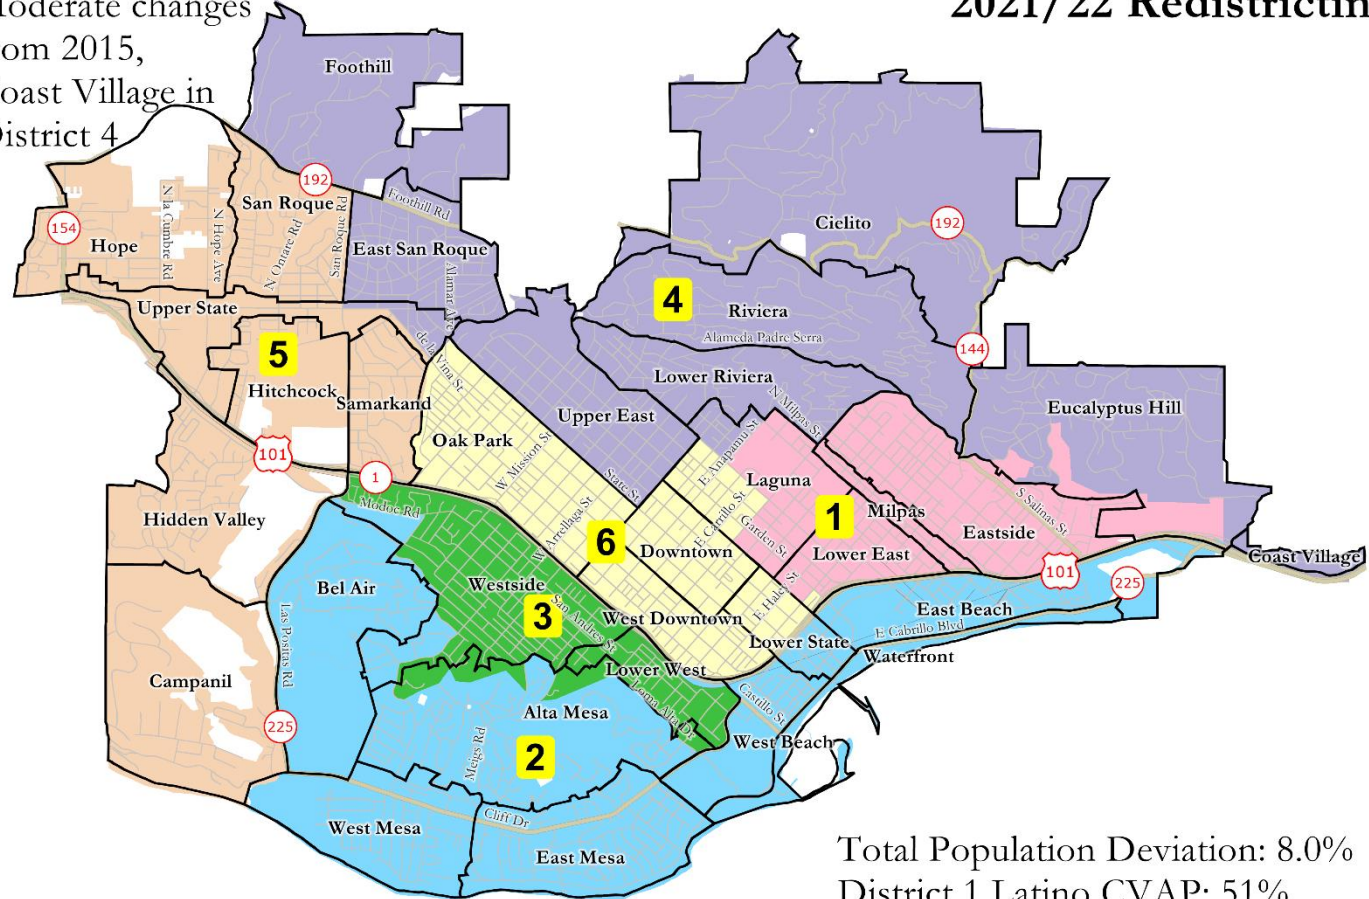 Moderate changes
2021/22 Redistrictin
om 2015,
oast Village in
District 4
Foothill
192
Foothill Rd
San Roque
San Roque Rd
East San Roque
Alamar Ave
N Ontare Rd
N Hope Ave
N la Cumbre Rd
154
Hope
Upper State
5
Hitchcock
Samarkand
de la Vina St
Cielito
192
4
Riviera
Alameda Padre Serra
144
Lower Riviera
N Milpas St
Upper East
Eucalyptus Hill
Oak Park
W Mission St
State St
E Anapamu St
Laguna
101
1
Modoc Rd
W Arrellaga St
E Carrillo St
Garden St
1
Milpas
S Salinas St
Eastside
Hidden Valley
6
Downtown
Lower East
Coast Village
101
225
Bel Air
Westside
3
San Andres St
West Downtown
E Haley St
Lower State
East Beach
E Cabrillo Blvd
Waterfront
Las Positas Rd
Campanil
225
Lower West
Loma Alta Dr
Castillo St
West Beach
Alta Mesa
Meigs Rd
2
Cliff Dr
West Mesa
East Mesa
Total Population Deviation: 8.0%
District 1 Latino CVAP: 51%